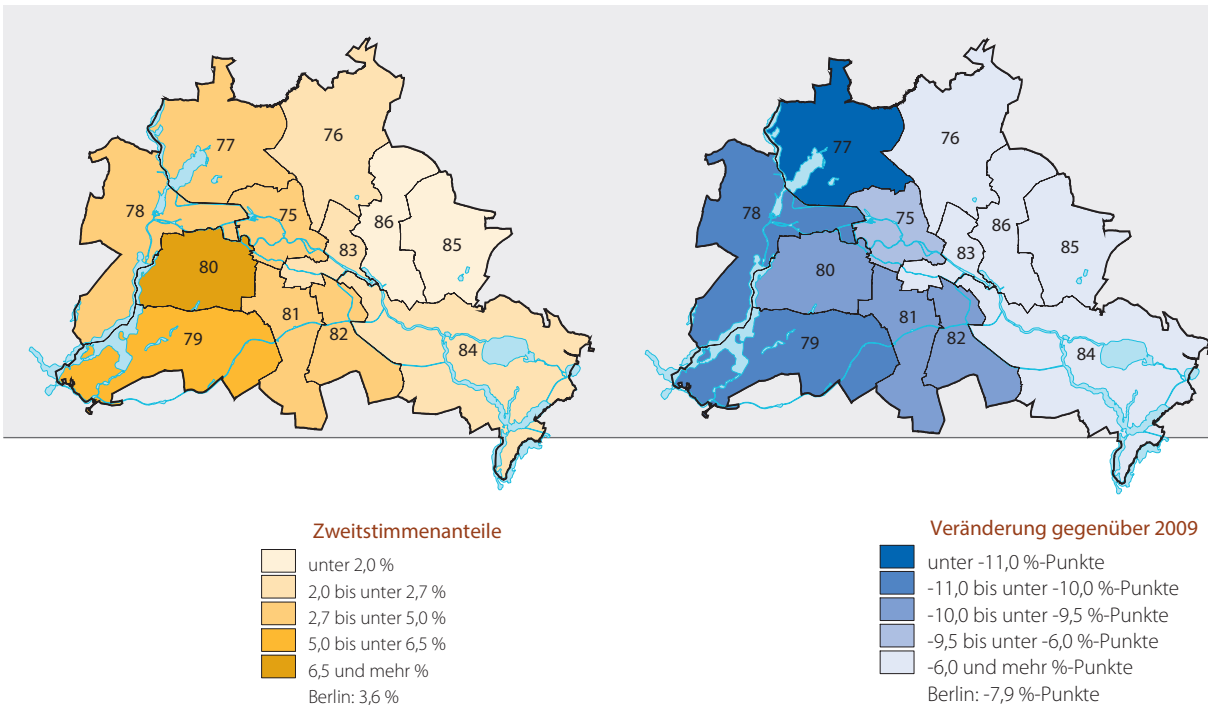 76
77
78
75
86
83
85
80
81
82
79
84
76
77
78
75
86
83
85
80
81
82
79
84
Zweitstimmenanteile
unter 2,0 %
2,0 bis unter 2,7 %
2,7 bis unter 5,0 %
5,0 bis unter 6,5 %
6,5 und mehr %
Berlin: 3,6 %
Veränderung gegenüber 2009
unter -11,0 %-Punkte
-11,0 bis unter -10,0 %-Punkte
-10,0 bis unter -9,5 %-Punkte
-9,5 bis unter -6,0 %-Punkte
-6,0 und mehr %-Punkte
Berlin: -7,9 %-Punkte